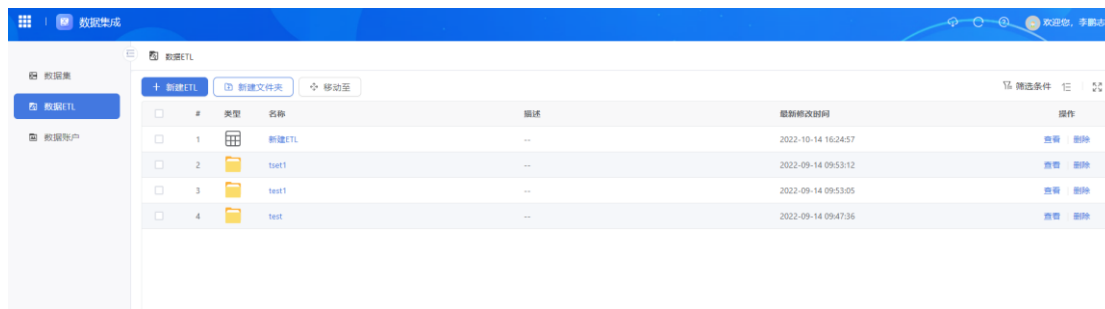 数据集成 欢迎您，李鹏志
数据ETL
数据集
+ 新建ETL 新建文件夹 移动至 筛选条件
数据ETL
# 类型 名称 描述 最新修改时间 操作
数据账户
1 新建ETL -- 2022-10-14 16:24:57 查看 删除
2 tset1 -- 2022-09-14 09:53:12 查看 删除
3 test1 -- 2022-09-14 09:53:05 查看 删除
4 test -- 2022-09-14 09:47:36 查看 删除